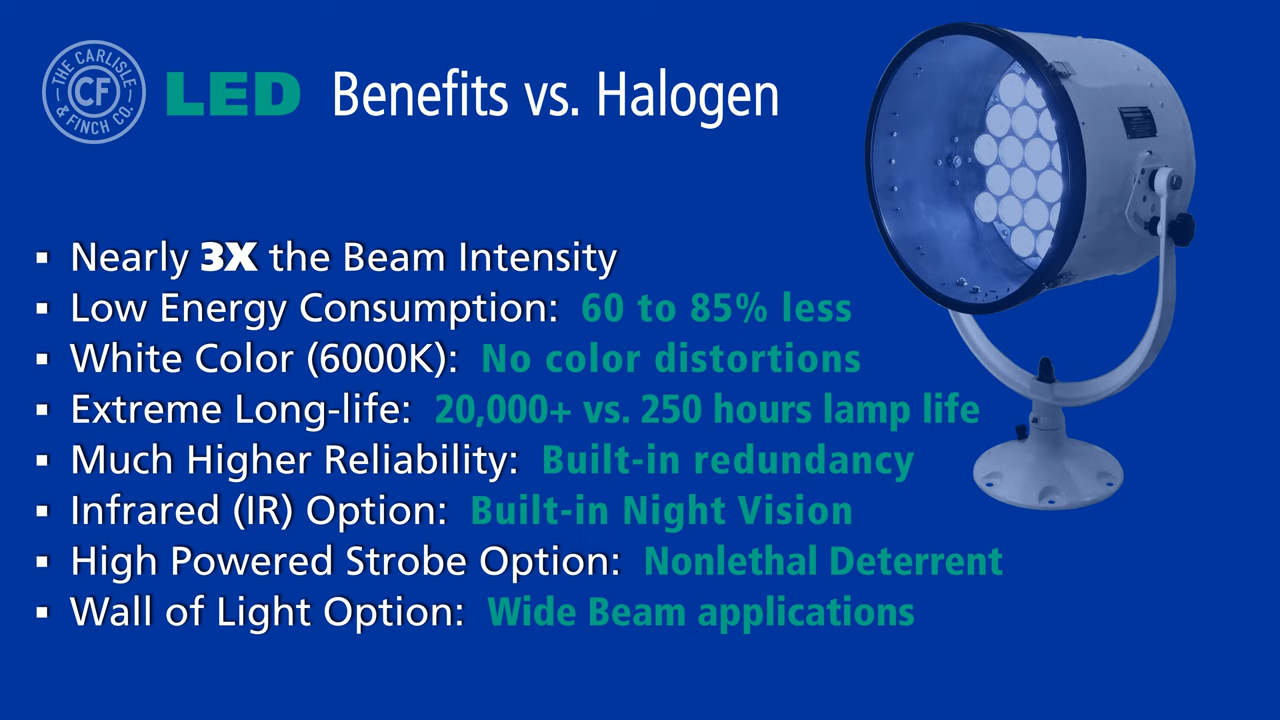 THE CARLISLE
CF
& FINCH CO.
LED Benefits vs. Halogen
▪ Nearly 3X the Beam Intensity
▪ Low Energy Consumption: 60 to 85% less
▪ White Color (6000K): No color distortions
▪ Extreme Long-life: 20,000+ vs. 250 hours lamp life
▪ Much Higher Reliability: Built-in redundancy
▪ Infrared (IR) Option: Built-in Night Vision
▪ High Powered Strobe Option: Nonlethal Deterrent
▪ Wall of Light Option: Wide Beam applications